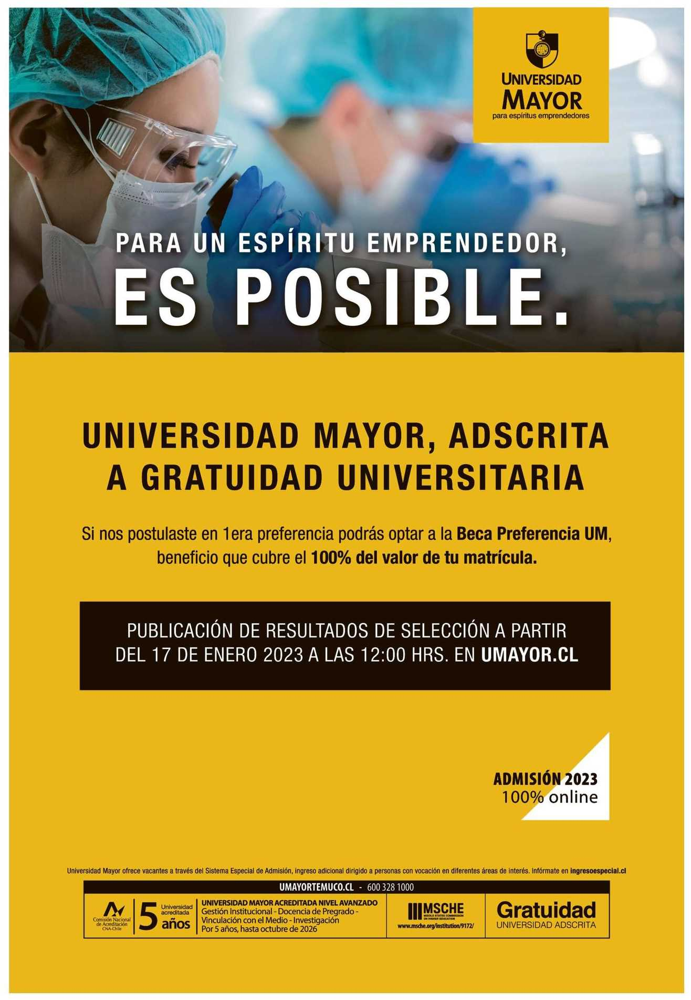 UNIVERSIDAD
MAYOR
para espíritus emprendedores
PARA UN ESPÍRITU EMPRENDEDOR,
ES POSIBLE.
UNIVERSIDAD MAYOR, ADSCRITA
A GRATUIDAD UNIVERSITARIA
Si nos postulaste en 1era preferencia podrás optar a la Beca Preferencia UM,
beneficio que cubre el 100% del valor de tu matrícula.
PUBLICACIÓN DE RESULTADOS DE SELECCIÓN A PARTIR
DEL 17 DE ENERO 2023 A LAS 12:00 HRS. EN UMAYOR.CL
ADMISIÓN 2023
100% online
Universidad Mayor ofrece vacantes a través del Sistema Especial de Admisión, ingreso adicional dirigido a personas con vocación en diferentes áreas de interés. Infórmate en ingresoespecial.cl
UMAYORTEMUCO.CL - 600 328 1000
Comisión Nacional
de Acreditación
CNA-Chile
5
Universidad
acreditada
años
UNIVERSIDAD MAYOR ACREDITADA NIVEL AVANZADO
Gestión Institucional - Docencia de Pregrado -
Vinculación con el Medio - Investigación
Por 5 años, hasta octubre de 2026
MSCHE
MIDDLE STATES COMMISSION
ON HIGHER EDUCATION
www.msche.org/institution/9172/
Gratuidad
UNIVERSIDAD ADSCRITA